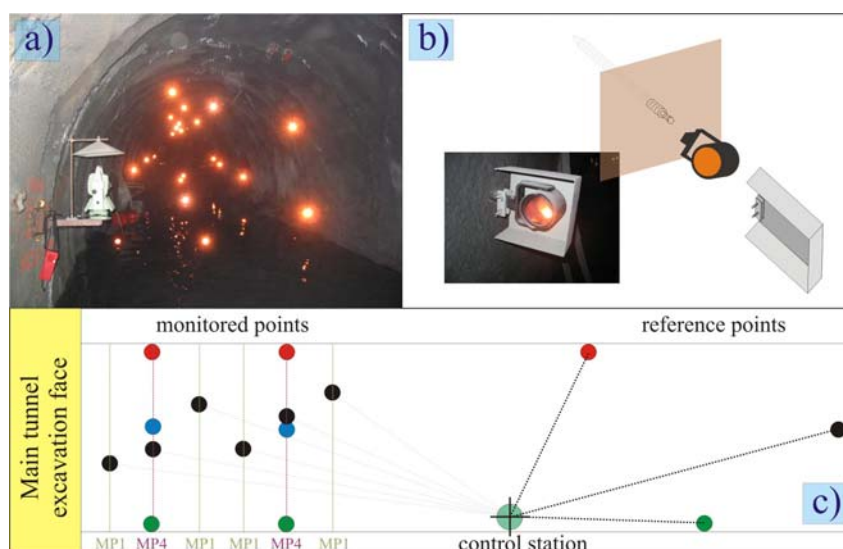 a)
b)
monitored points
reference points
Main tunnel
excavation face
c)
MP1 MP4 MP1 MP1 MP4 MP1
control station